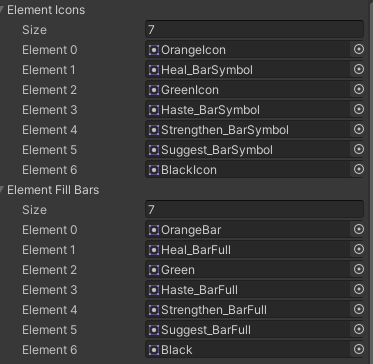 Element Icons
Size 7
Element 0 OrangeIcon
Element 1 Heal_BarSymbol
Element 2 GreenIcon
Element 3 Haste_BarSymbol
Element 4 Strengthen_BarSymbol
Element 5 Suggest_BarSymbol
Element 6 BlackIcon
Element Fill Bars
Size 7
Element 0 OrangeBar
Element 1 Heal_BarFull
Element 2 Green
Element 3 Haste_BarFull
Element 4 Strengthen_BarFull
Element 5 Suggest_BarFull
Element 6 Black